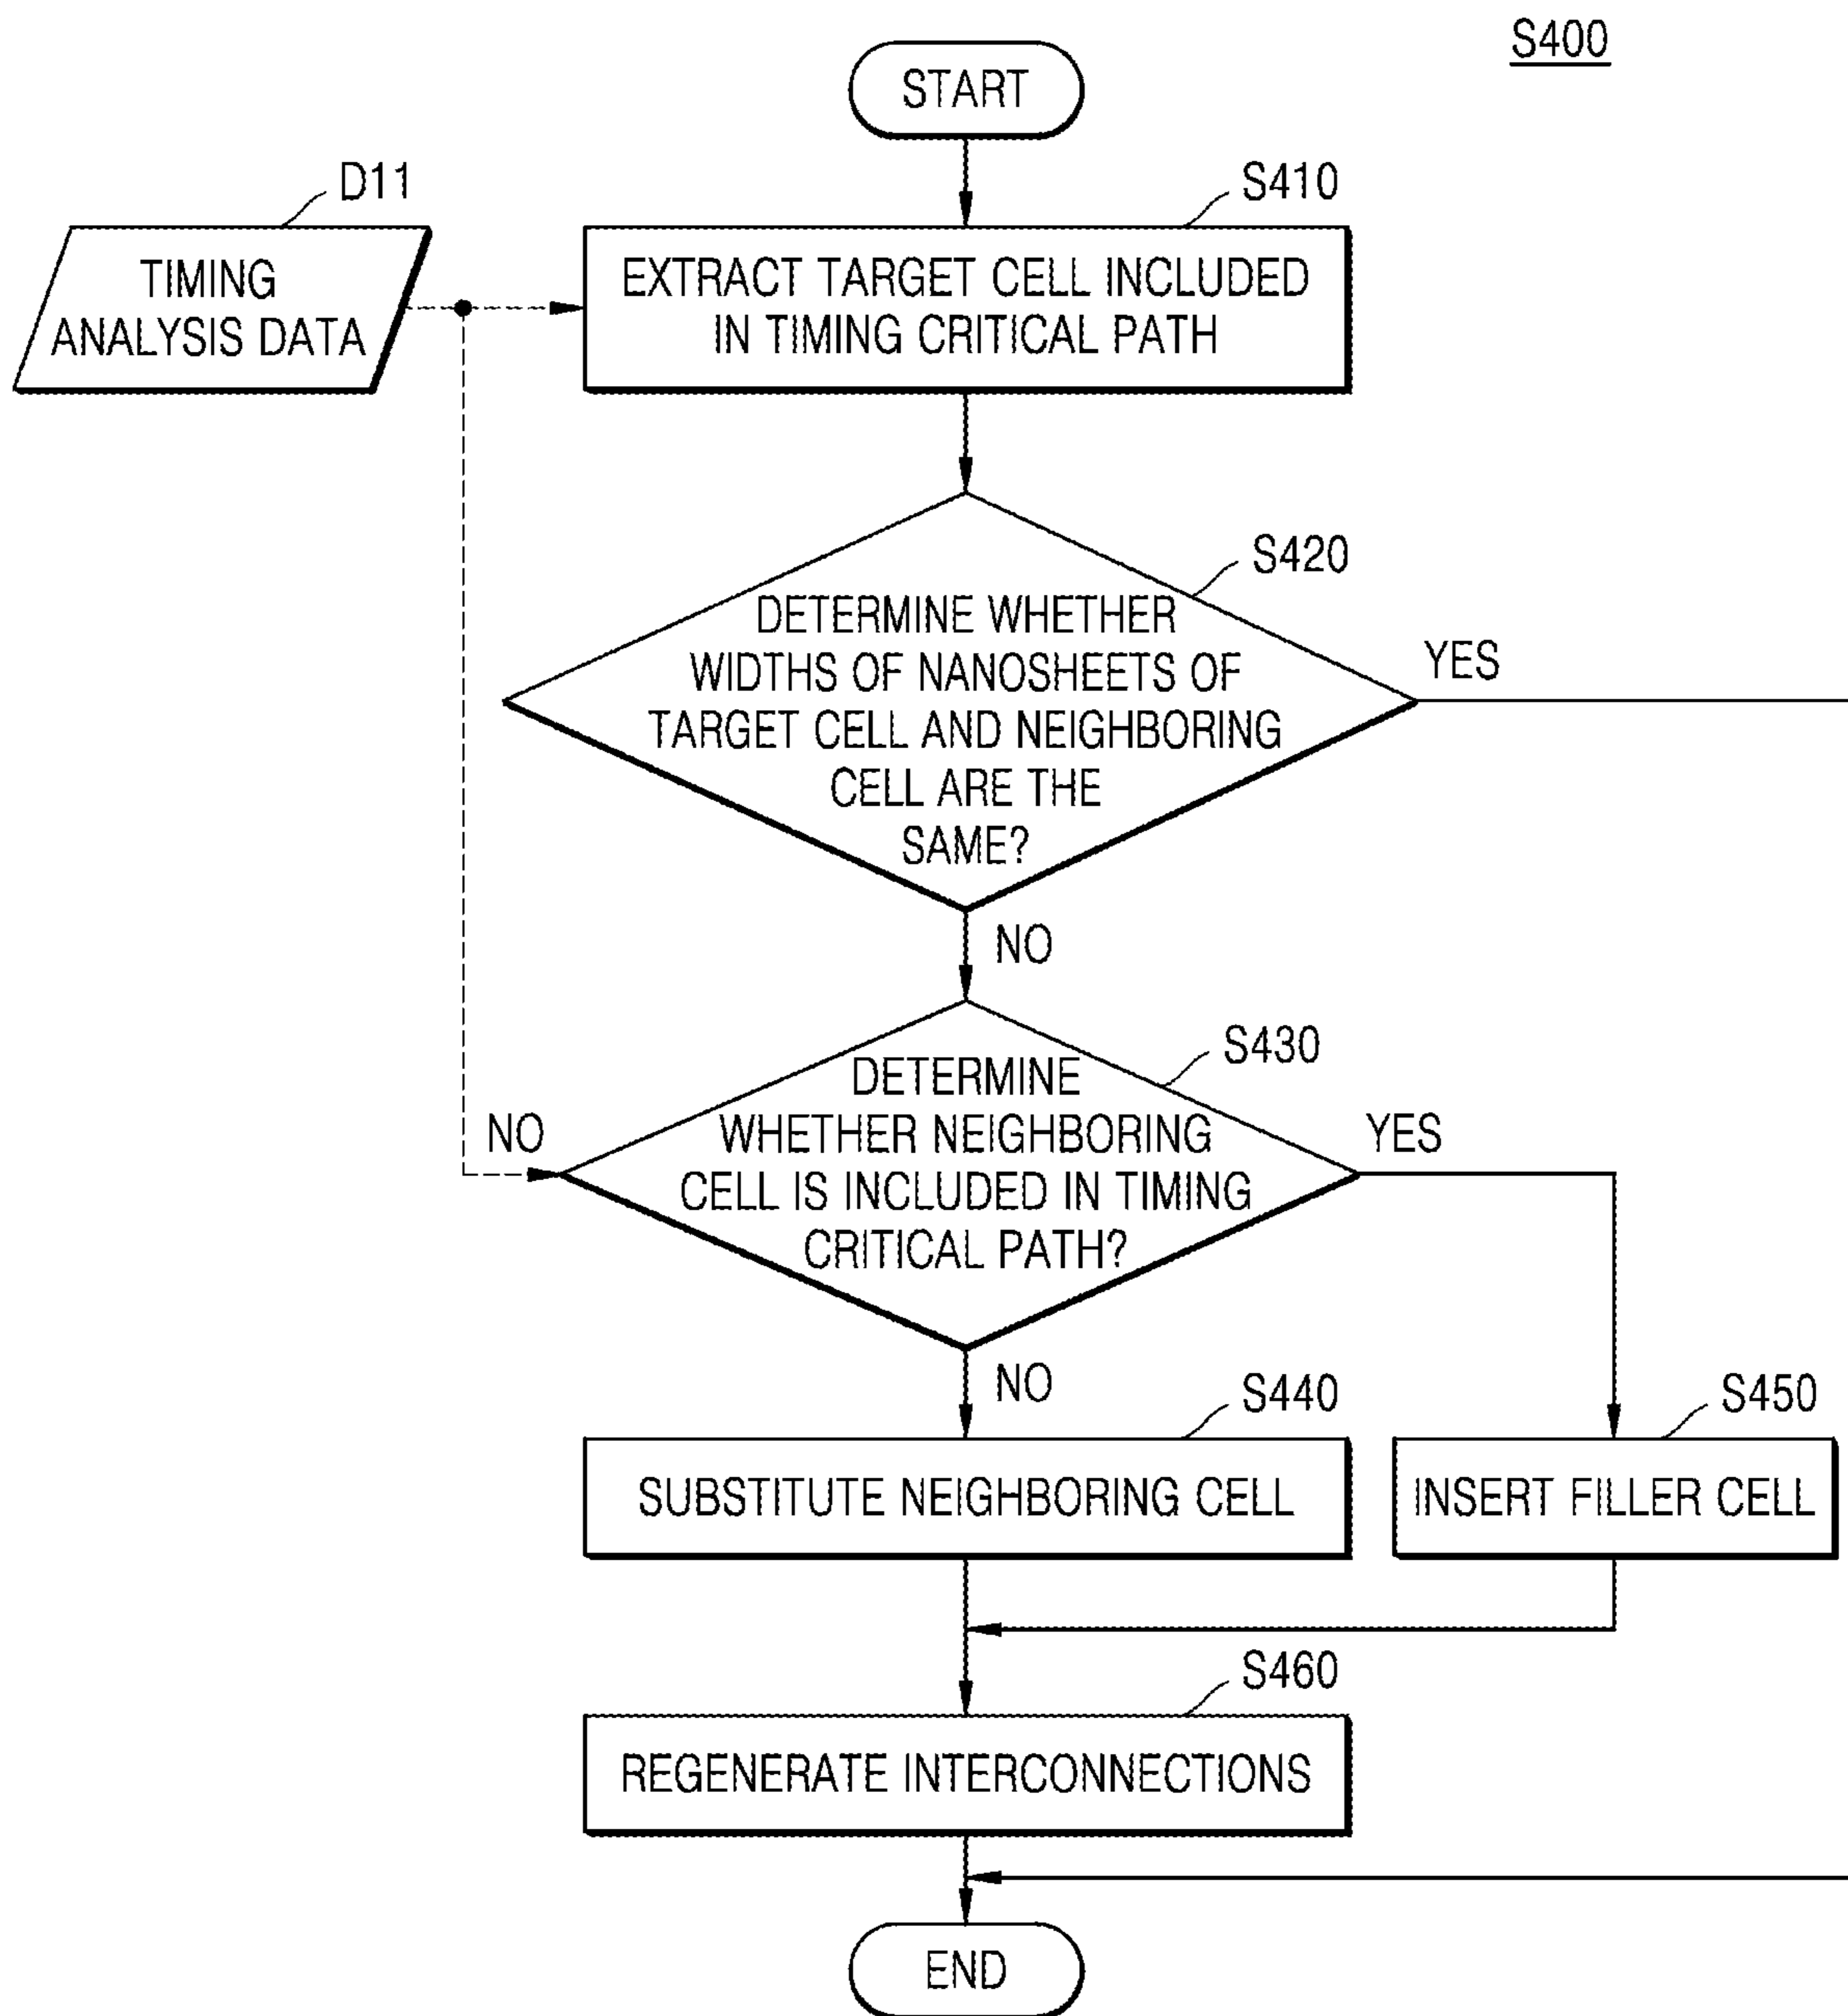 S400
START
D11
S410
TIMING
ANALYSIS DATA
EXTRACT TARGET CELL INCLUDED
IN TIMING CRITICAL PATH
S420
DETERMINE WHETHER
WIDTHS OF NANOSHEETS OF
TARGET CELL AND NEIGHBORING
CELL ARE THE
SAME?
YES
NO
S430
DETERMINE
WHETHER NEIGHBORING
CELL IS INCLUDED IN TIMING
CRITICAL PATH?
NO
YES
NO
S440
S450
SUBSTITUTE NEIGHBORING CELL
INSERT FILLER CELL
S460
REGENERATE INTERCONNECTIONS
END